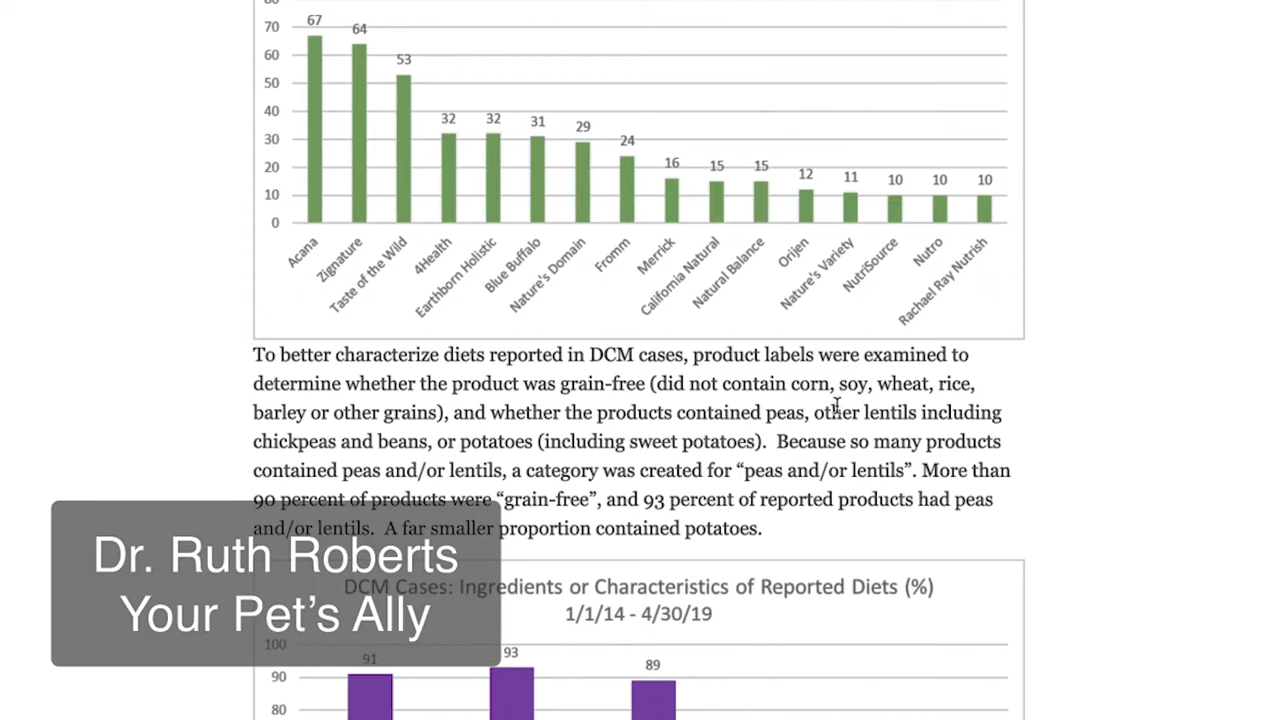 80
70
60
50
40
30
20
10
0
67
64
53
32
32
31
29
24
16
15
15
12
11
10
10
10
Acana
Zignature
Taste of the Wild
4Health
Earthborn Holistic
Blue Buffalo
Nature's Domain
Fromm
Merrick
California Natural
Natural Balance
Orijen
Nature's Variety
NutriSource
Nutro
Rachael Ray Nutrish
To better characterize diets reported in DCM cases, product labels were examined to
determine whether the product was grain-free (did not contain corn, soy, wheat, rice,
barley or other grains), and whether the products contained peas, other lentils including
chickpeas and beans, or potatoes (including sweet potatoes). Because so many products
contained peas and/or lentils, a category was created for “peas and/or lentils”. More than
90 percent of products were “grain-free”, and 93 percent of reported products had peas
and/or lentils. A far smaller proportion contained potatoes.
Dr. Ruth Roberts
Your Pet’s Ally
DCM Cases: Ingredients or Characteristics of Reported Diets (%)
1/1/14 - 4/30/19
100
90
80
91
93
89